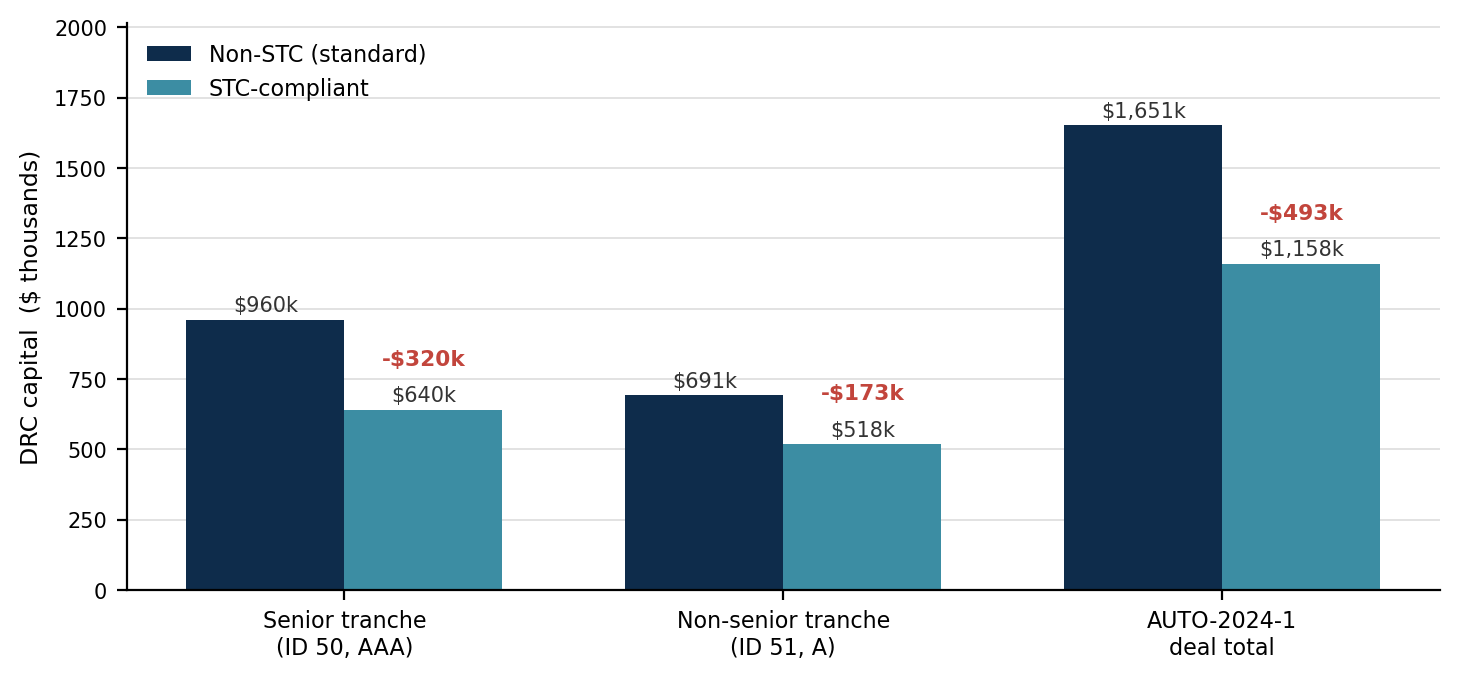 2000
1750
1500
1250
1000
750
500
250
0
DRC capital ($ thousands)
Non-STC (standard)
STC-compliant
$960k
-$320k
$640k
$691k
-$173k
$518k
$1,651k
-$493k
$1,158k
Senior tranche
(ID 50, AAA)
Non-senior tranche
(ID 51, A)
AUTO-2024-1
deal total